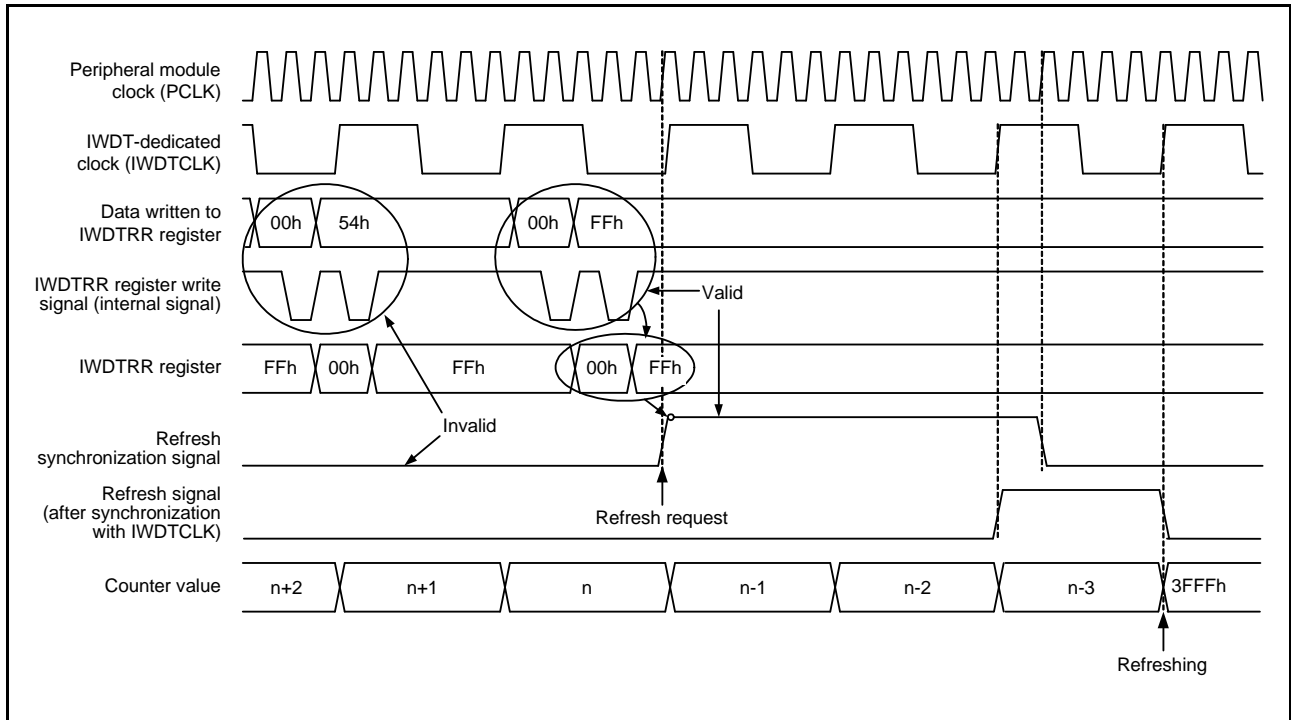 Peripheral module
clock (PCLK)
IWDT-dedicated
clock (IWDTCLK)
Data written to
IWDTRR register
00h
54h
00h
FFh
IWDTRR register write
signal (internal signal)
Valid
IWDTRR register
FFh
00h
FFh
00h
FFh
Invalid
Refresh
synchronization signal
Refresh signal
(after synchronization
with IWDTCLK)
Refresh request
Counter value
n+2
n+1
n
n-1
n-2
n-3
3FFFh
Refreshing